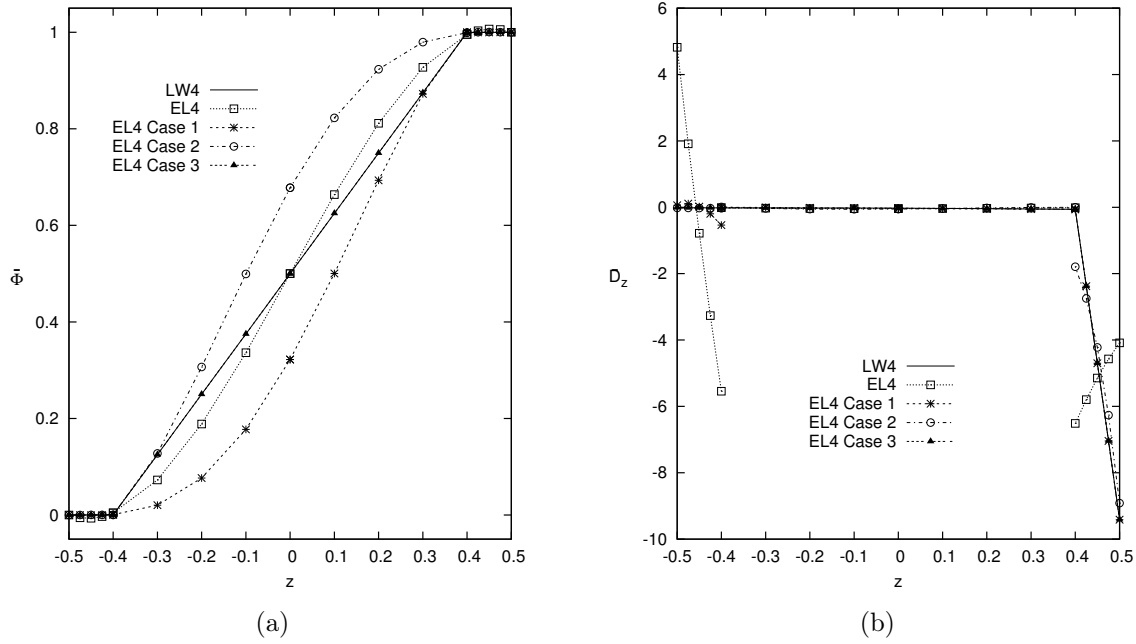 1
0.8
0.6
0.4
0.2
0
Φ̄
-0.5 -0.4 -0.3 -0.2 -0.1 0 0.1 0.2 0.3 0.4 0.5
z
LW4
EL4
EL4 Case 1
EL4 Case 2
EL4 Case 3
(a)
6
4
2
0
-2
-4
-6
-8
-10
D̄z
-0.5 -0.4 -0.3 -0.2 -0.1 0 0.1 0.2 0.3 0.4 0.5
z
LW4
EL4
EL4 Case 1
EL4 Case 2
EL4 Case 3
(b)